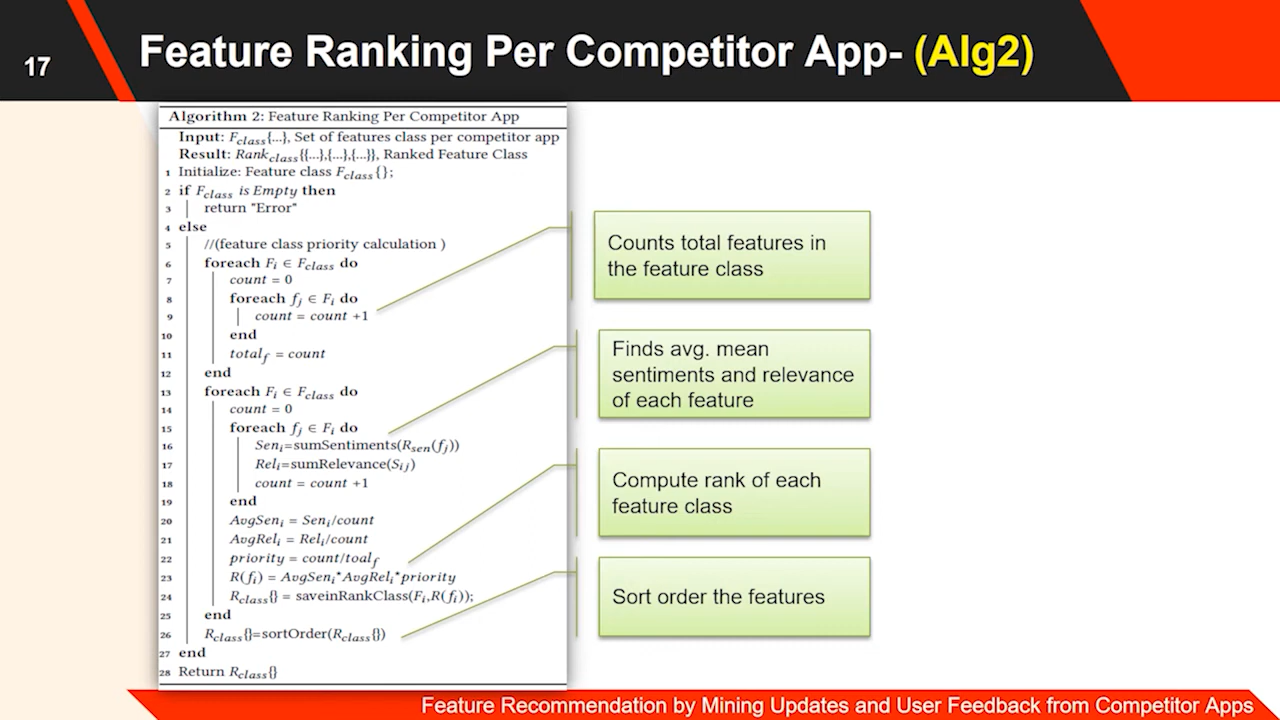 17
Feature Ranking Per Competitor App- (Alg2)
Algorithm 2: Feature Ranking Per Competitor App
Input: F_class{...}, Set of features class per competitor app
Result: Rank_class{{...},{...},{...}}, Ranked Feature Class
1 Initialize: Feature class F_class{};
2 if F_class is Empty then
3 return "Error"
4 else
5 //(feature class priority calculation )
6 foreach F_i ∈ F_class do
7 count = 0
8 foreach f_j ∈ F_i do
9 count = count +1
10 end
11 total_f = count
12 end
13 foreach F_i ∈ F_class do
14 count = 0
15 foreach f_j ∈ F_i do
16 Sen_i=sumSentiments(R_sen(f_j))
17 Rel_i=sumRelevance(S_ij)
18 count = count +1
19 end
20 AvgSen_i = Sen_i/count
21 AvgRel_i = Rel_i/count
22 priority = count/toal_f
23 R(f_i) = AvgSen_i*AvgRel_i*priority
24 R_class{} = saveinRankClass(F_i,R(f_i));
25 end
26 R_class{}=sortOrder(R_class{})
27 end
28 Return R_class{}
Counts total features in
the feature class
Finds avg. mean
sentiments and relevance
of each feature
Compute rank of each
feature class
Sort order the features
Feature Recommendation by Mining Updates and User Feedback from Competitor Apps